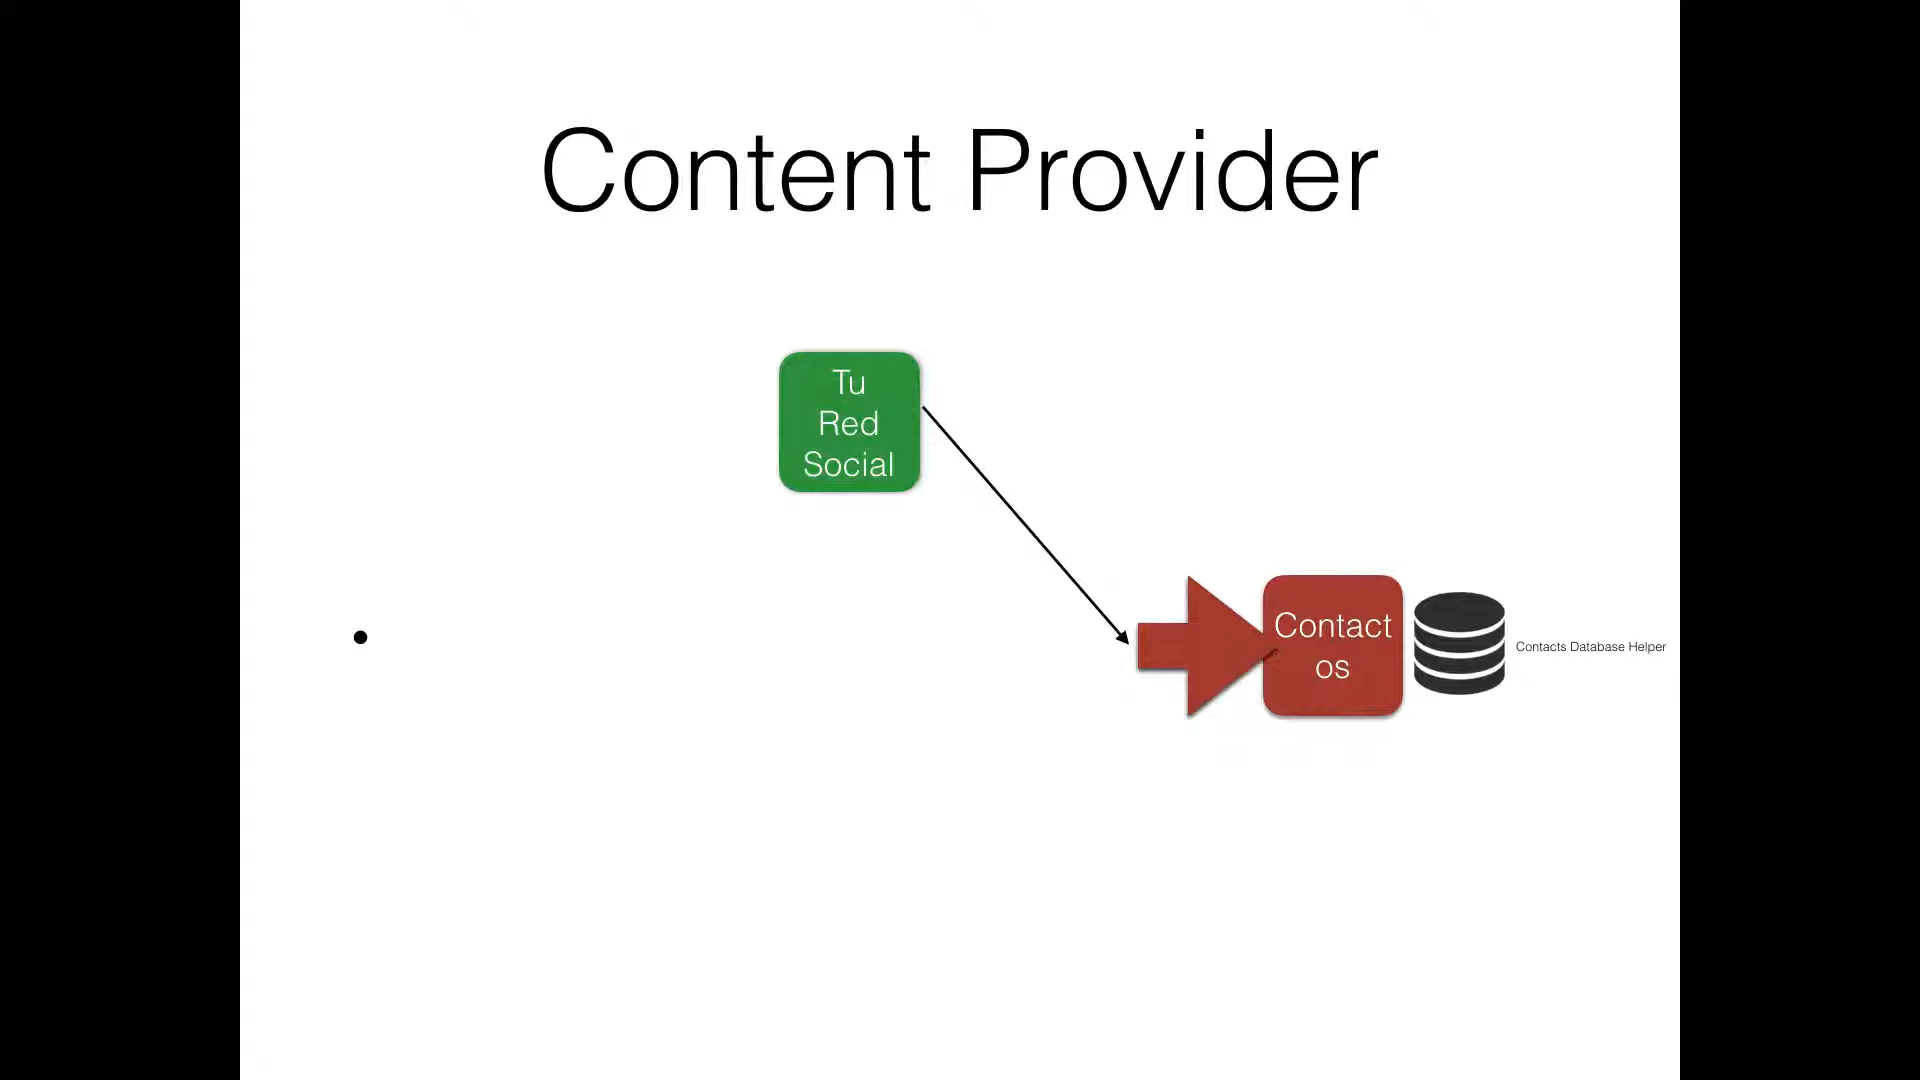 Content Provider
Tu
Red
Social
Contact
os
Contacts Database Helper